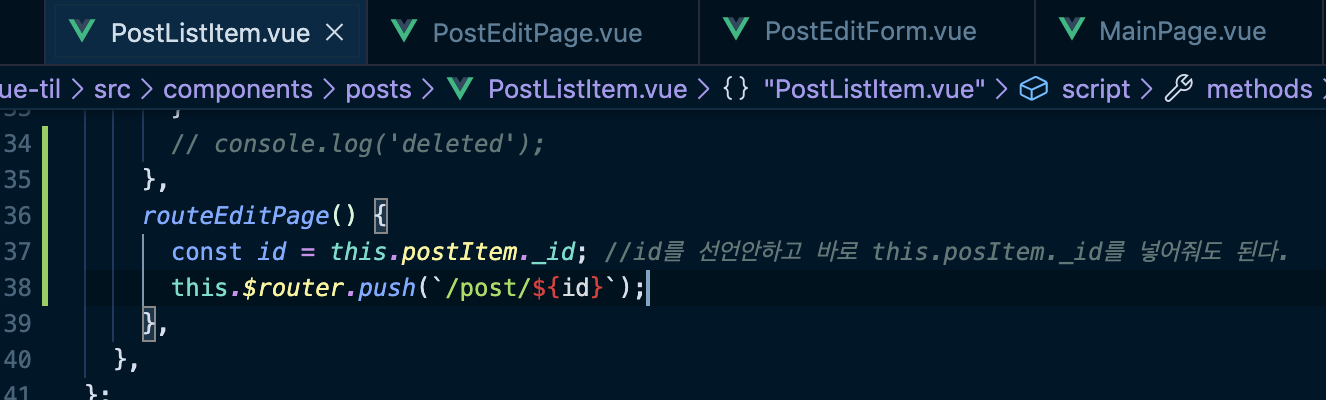 PostListItem.vue
PostEditPage.vue
PostEditForm.vue
MainPage.vue
ue-til > src > components > posts > PostListItem.vue > {} "PostListItem.vue" > script > methods
33 }
34 // console.log('deleted');
35 },
36 routeEditPage() {
37 const id = this.postItem._id; //id를 선언안하고 바로 this.posItem._id를 넣어줘도 된다.
38 this.$router.push(`/post/${id}`);
39 },
40 },
41 };